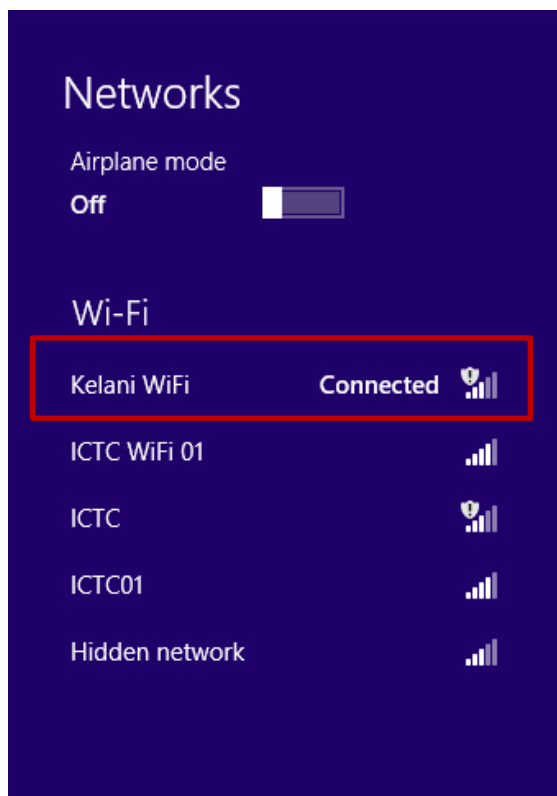 Networks
Airplane mode
Off
Wi-Fi
Kelani WiFi Connected
ICTC WiFi 01
ICTC
ICTC01
Hidden network